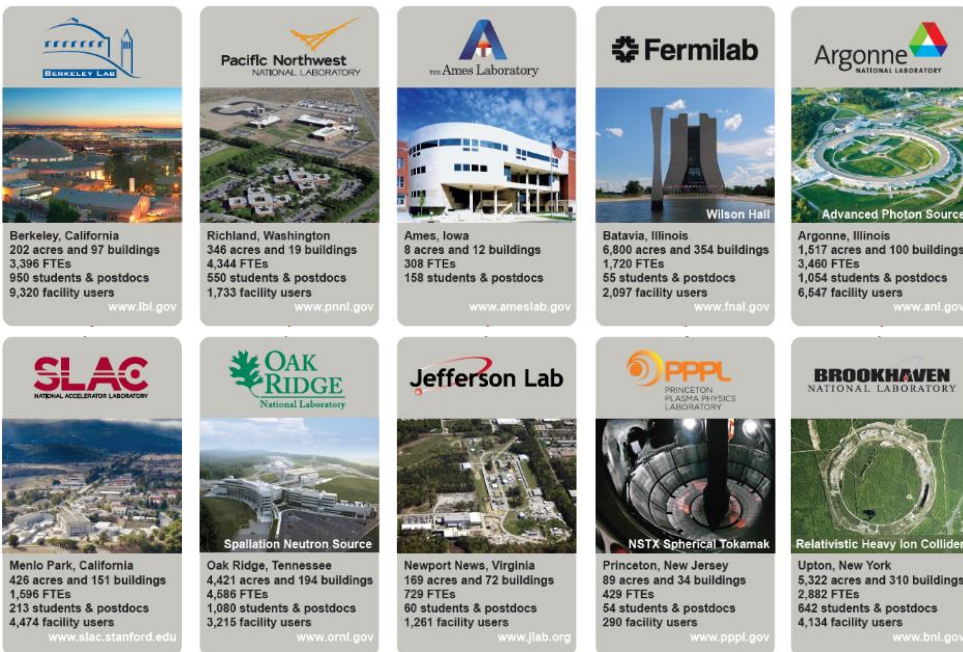 BERKELEY LAB
Berkeley, California
202 acres and 97 buildings
3,396 FTEs
950 students & postdocs
9,320 facility users
www.lbl.gov
Pacific Northwest
NATIONAL LABORATORY
Richland, Washington
346 acres and 19 buildings
4,344 FTEs
550 students & postdocs
1,733 facility users
www.pnnl.gov
THE Ames Laboratory
Ames, Iowa
8 acres and 12 buildings
308 FTEs
158 students & postdocs
www.ameslab.gov
Fermilab
Wilson Hall
Batavia, Illinois
6,800 acres and 354 buildings
1,720 FTEs
55 students & postdocs
2,097 facility users
www.fnal.gov
Argonne
NATIONAL LABORATORY
Advanced Photon Source
Argonne, Illinois
1,517 acres and 100 buildings
3,460 FTEs
1,054 students & postdocs
6,547 facility users
www.anl.gov
SLAC
NATIONAL ACCELERATOR LABORATORY
Menlo Park, California
426 acres and 151 buildings
1,596 FTEs
213 students & postdocs
4,474 facility users
www.slac.stanford.edu
OAK
RIDGE
National Laboratory
Spallation Neutron Source
Oak Ridge, Tennessee
4,421 acres and 194 buildings
4,586 FTEs
1,080 students & postdocs
3,215 facility users
www.ornl.gov
Jefferson Lab
Newport News, Virginia
169 acres and 72 buildings
729 FTEs
60 students & postdocs
1,261 facility users
www.jlab.org
PPPL
PRINCETON
PLASMA PHYSICS
LABORATORY
NSTX Spherical Tokamak
Princeton, New Jersey
89 acres and 34 buildings
429 FTEs
54 students & postdocs
290 facility users
www.pppl.gov
BROOKHAVEN
NATIONAL LABORATORY
Relativistic Heavy Ion Collider
Upton, New York
5,322 acres and 310 buildings
2,882 FTEs
642 students & postdocs
4,134 facility users
www.bnl.gov